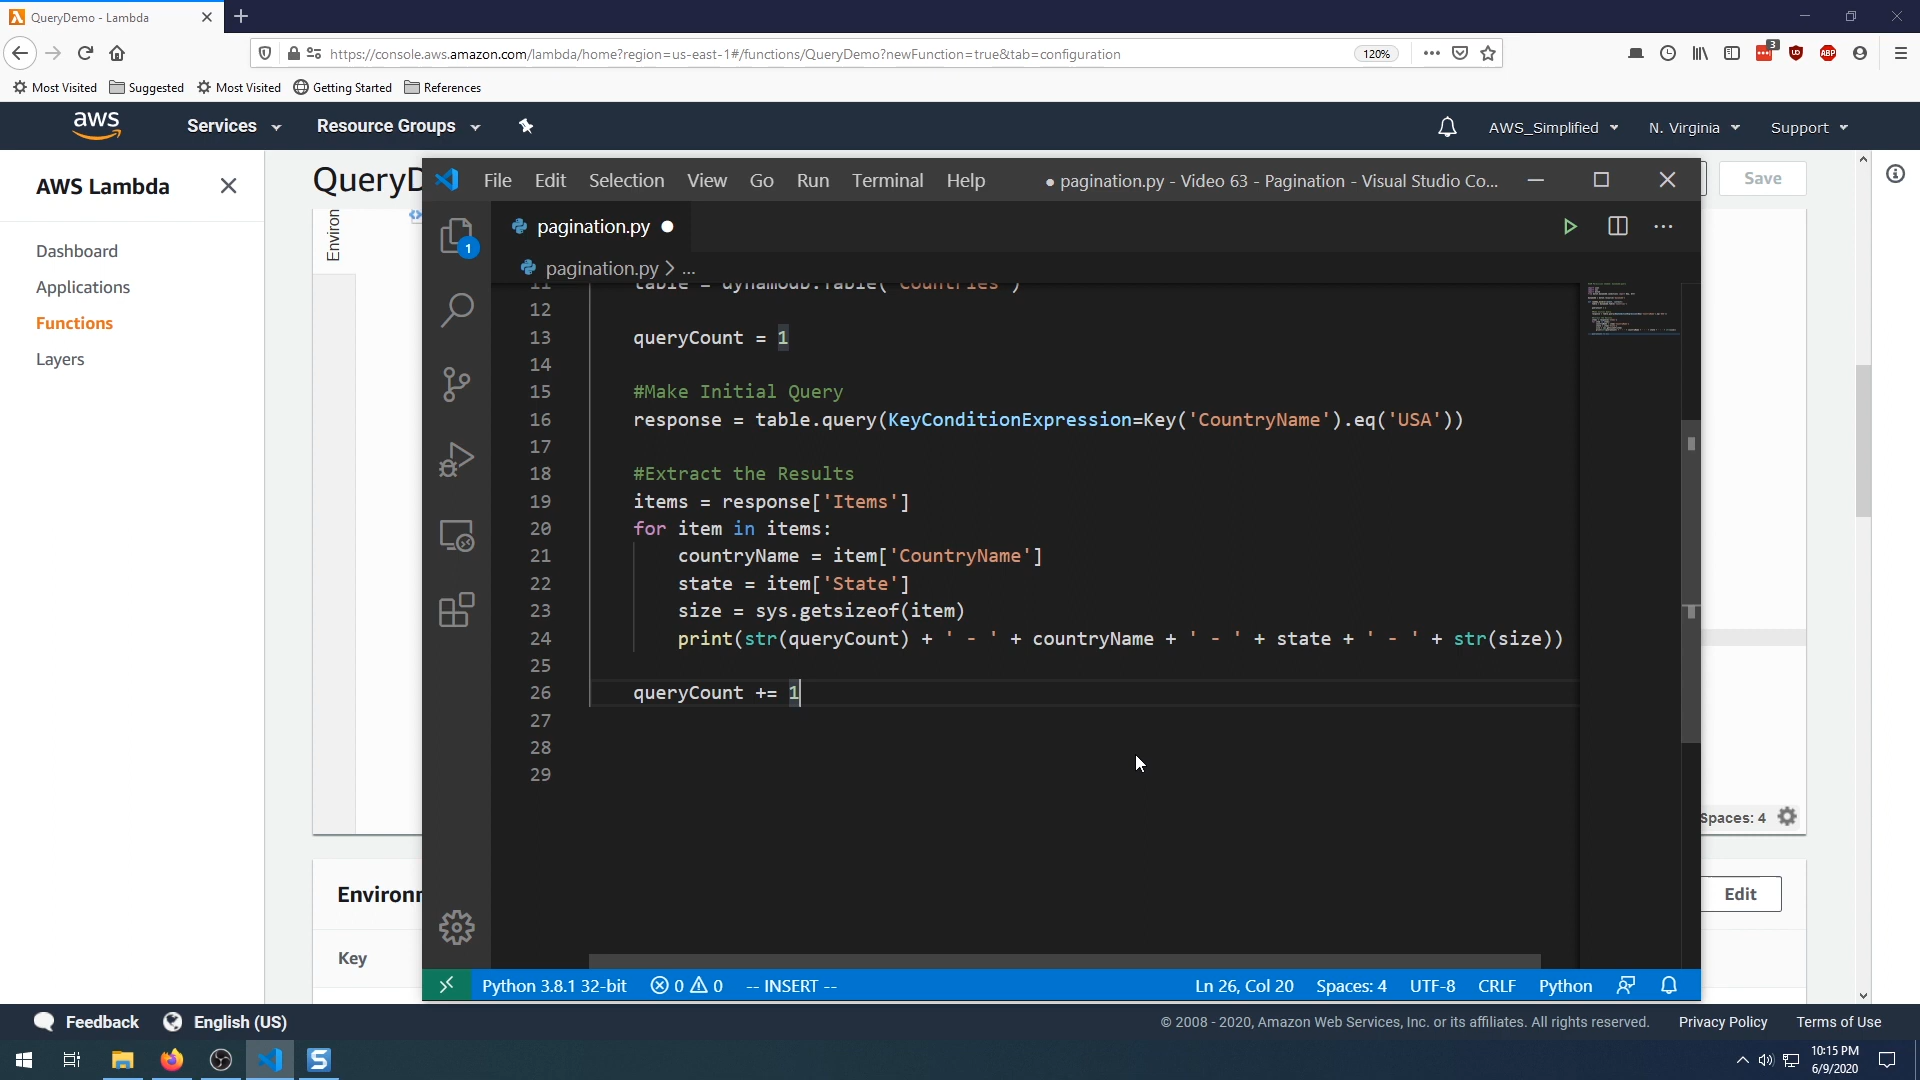 QueryDemo - Lambda
https://console.aws.amazon.com/lambda/home?region=us-east-1#/functions/QueryDemo?newFunction=true&tab=configuration
120%
3
Most Visited
Suggested
Most Visited
Getting Started
References
aws
Services
Resource Groups
AWS_Simplified
N. Virginia
Support
AWS Lambda
Dashboard
Applications
Functions
Layers
QueryD
Save
Environ
File Edit Selection View Go Run Terminal Help
● pagination.py - Video 63 - Pagination - Visual Studio Co...
1
pagination.py
pagination.py > ...
11 table = dynamodb.Table('Countries')
12
13 queryCount = 1
14
15 #Make Initial Query
16 response = table.query(KeyConditionExpression=Key('CountryName').eq('USA'))
17
18 #Extract the Results
19 items = response['Items']
20 for item in items:
21 countryName = item['CountryName']
22 state = item['State']
23 size = sys.getsizeof(item)
24 print(str(queryCount) + ' - ' + countryName + ' - ' + state + ' - ' + str(size))
25
26 queryCount += 1
27
28
29
Spaces: 4
Environm
Edit
Key
Python 3.8.1 32-bit
0
0
-- INSERT --
Ln 26, Col 20
Spaces: 4
UTF-8
CRLF
Python
Feedback
English (US)
© 2008 - 2020, Amazon Web Services, Inc. or its affiliates. All rights reserved.
Privacy Policy
Terms of Use
10:15 PM
6/9/2020